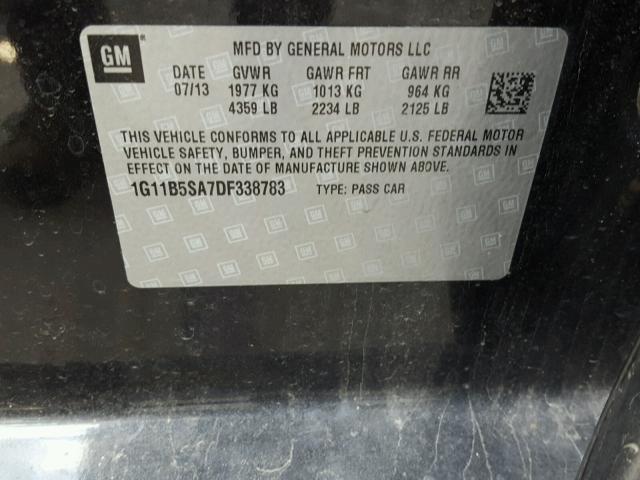 GM
MFD BY GENERAL MOTORS LLC
DATE GVWR GAWR FRT GAWR RR
07/13 1977 KG 1013 KG 964 KG
4359 LB 2234 LB 2125 LB
THIS VEHICLE CONFORMS TO ALL APPLICABLE U.S. FEDERAL MOTOR
VEHICLE SAFETY, BUMPER, AND THEFT PREVENTION STANDARDS IN
EFFECT ON THE DATE OF MANUFACTURE SHOWN ABOVE.
1G11B5SA7DF338783 TYPE: PASS CAR